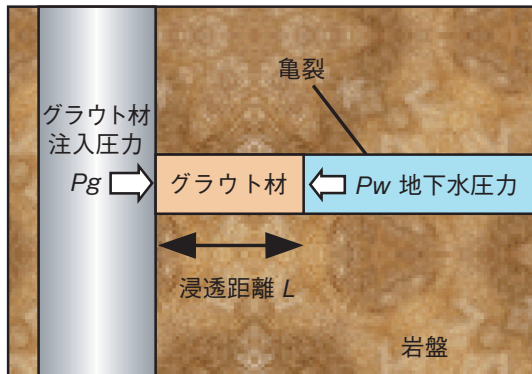 亀裂
グラウト材
注入圧力
Pg
グラウト材
Pw 地下水圧力
浸透距離 L
岩盤